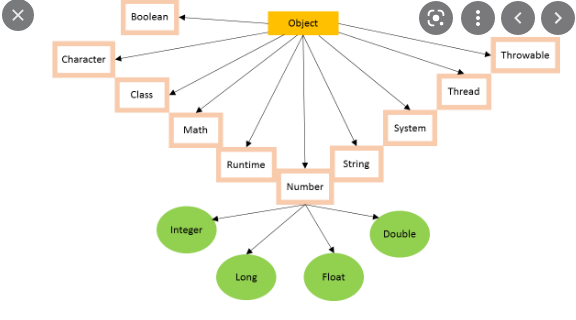 Object
Boolean
Character
Class
Math
Runtime
Number
String
System
Thread
Throwable
Integer
Long
Float
Double